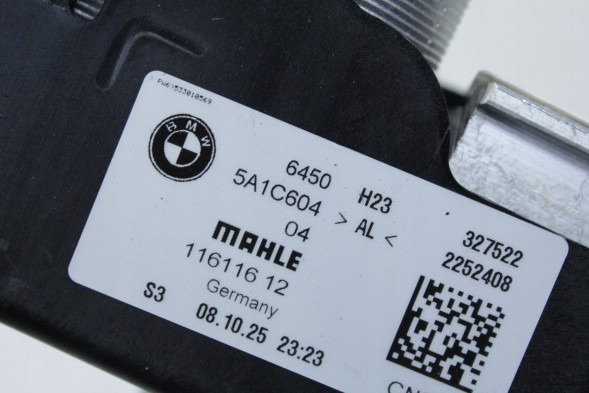 BMW
6450 H23 327522
5A1C604 > AL < 2252408
04
MAHLE
116116 12
Germany
S3 08.10.25 23:23